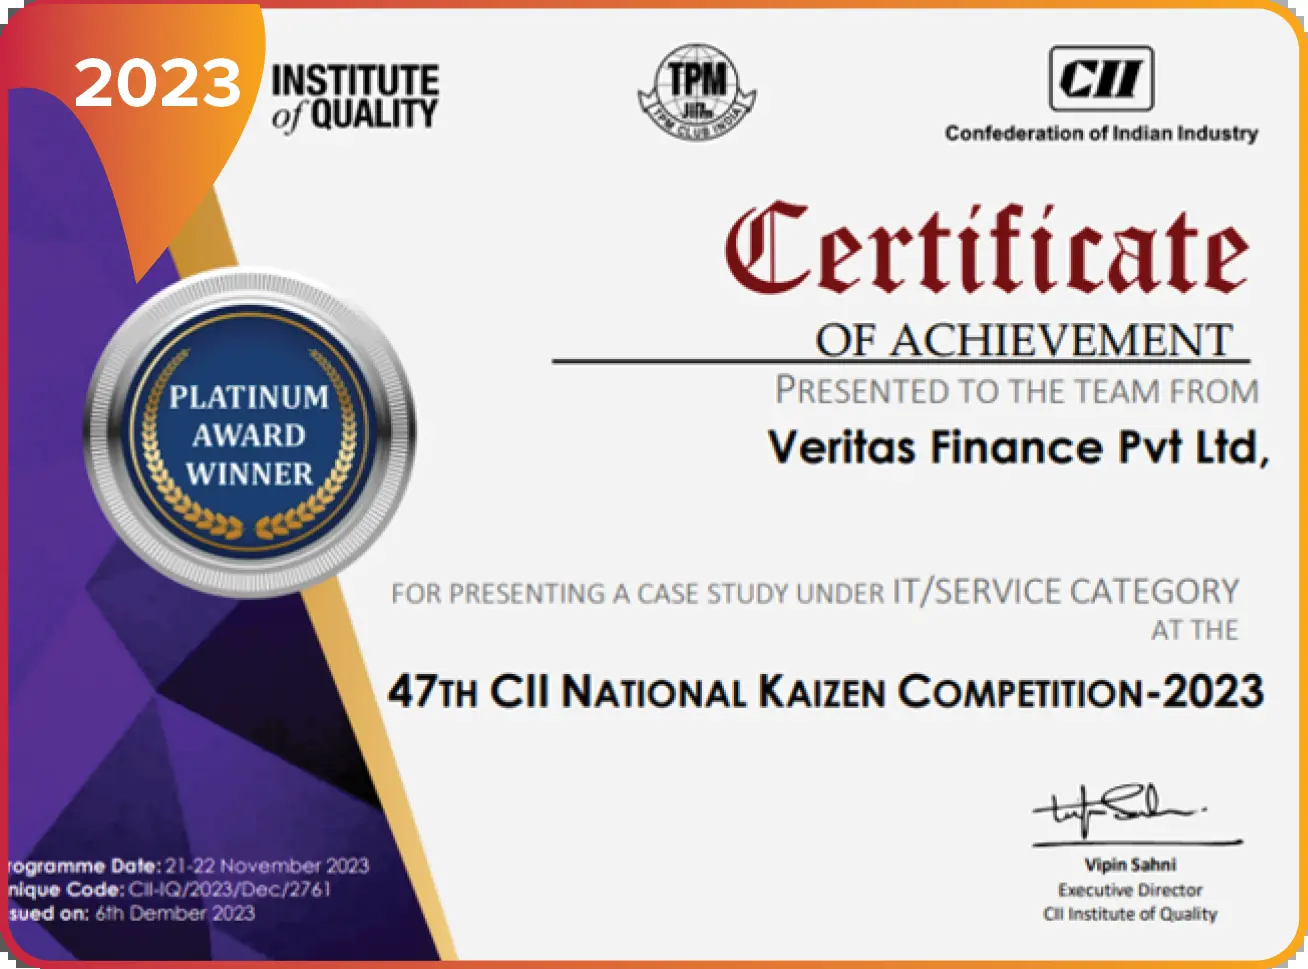 2023
INSTITUTE
of QUALITY
TPM
JIPM
TPM CLUB INDIA
CII
Confederation of Indian Industry
Certificate
OF ACHIEVEMENT
PRESENTED TO THE TEAM FROM
Veritas Finance Pvt Ltd,
PLATINUM
AWARD
WINNER
FOR PRESENTING A CASE STUDY UNDER IT/SERVICE CATEGORY
AT THE
47TH CII NATIONAL KAIZEN COMPETITION-2023
rogramme Date: 21-22 November 2023
nique Code: CII-IQ/2023/Dec/2761
sued on: 6th Dember 2023
Vipin Sahni
Executive Director
CII Institute of Quality